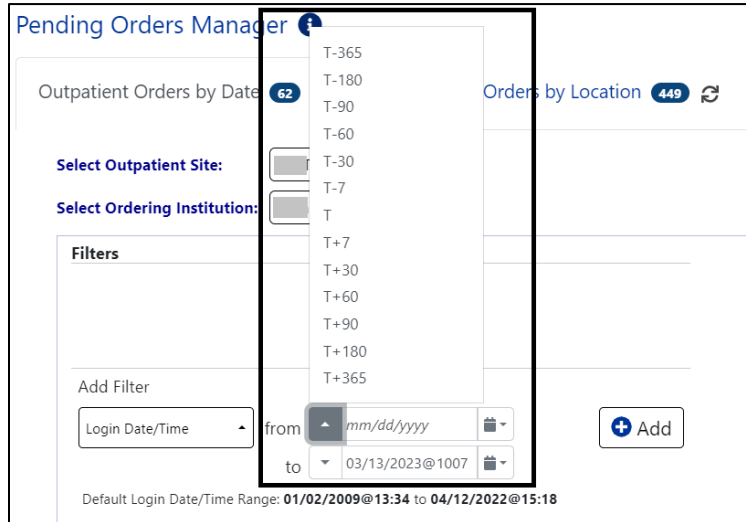 Pending Orders Manager
Outpatient Orders by Date 62
Orders by Location 449
Select Outpatient Site:
Select Ordering Institution:
T-365
T-180
T-90
T-60
T-30
T-7
T
T+7
T+30
T+60
T+90
T+180
T+365
Filters
Add Filter
Login Date/Time from mm/dd/yyyy Add
to 03/13/2023@1007
Default Login Date/Time Range: 01/02/2009@13:34 to 04/12/2022@15:18